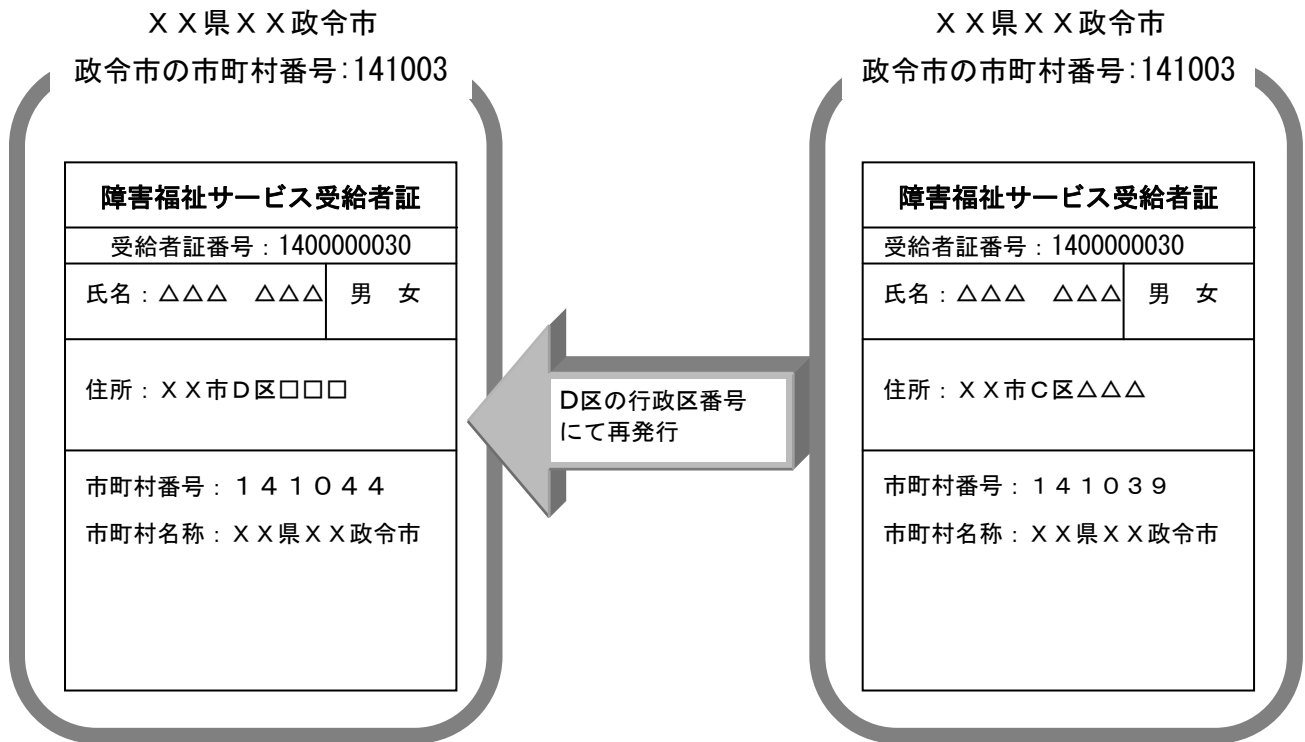 ＸＸ県ＸＸ政令市
政令市の市町村番号：141003
障害福祉サービス受給者証
受給者証番号：1400000030
氏名：△△△　△△△
男　女
住所：ＸＸ市Ｄ区□□□
市町村番号：１４１０４４
市町村名称：ＸＸ県ＸＸ政令市
D区の行政区番号
にて再発行
ＸＸ県ＸＸ政令市
政令市の市町村番号：141003
障害福祉サービス受給者証
受給者証番号：1400000030
氏名：△△△　△△△
男　女
住所：ＸＸ市Ｃ区△△△
市町村番号：１４１０３９
市町村名称：ＸＸ県ＸＸ政令市